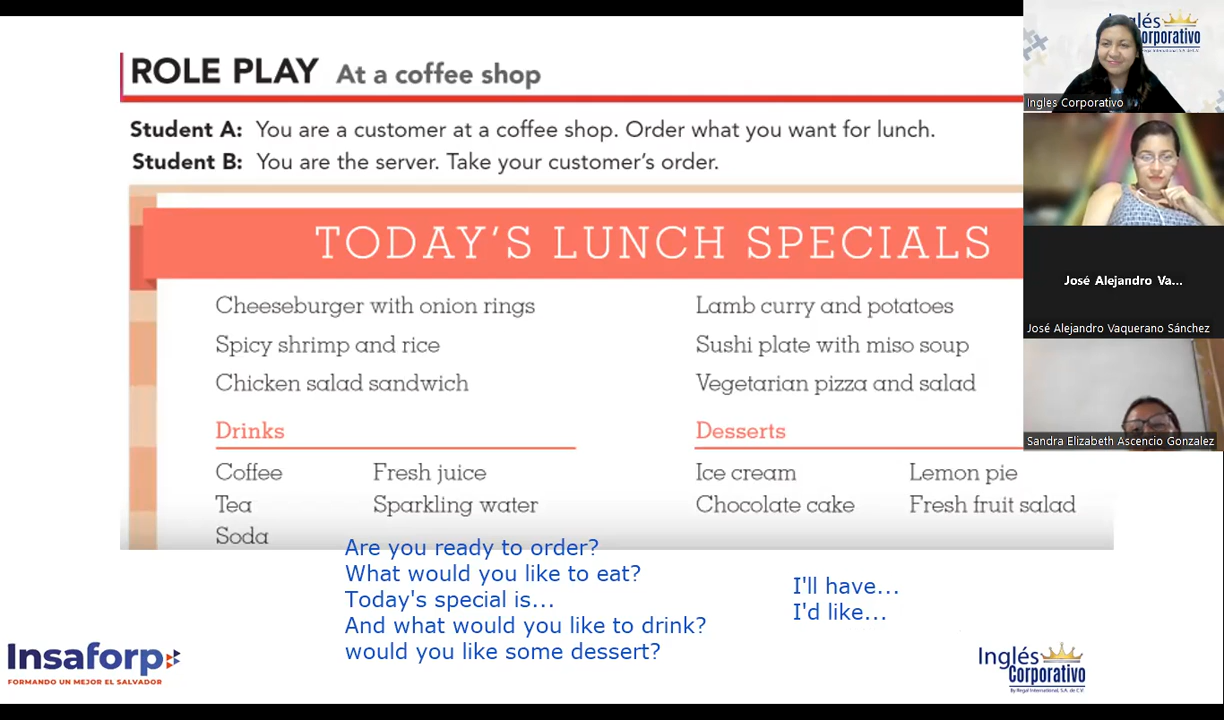 ROLE PLAY At a coffee shop
Student A: You are a customer at a coffee shop. Order what you want for lunch.
Student B: You are the server. Take your customer's order.
TODAY'S LUNCH SPECIALS
Cheeseburger with onion rings
Spicy shrimp and rice
Chicken salad sandwich
Lamb curry and potatoes
Sushi plate with miso soup
Vegetarian pizza and salad
Drinks
Coffee Fresh juice
Tea Sparkling water
Soda
Desserts
Ice cream Lemon pie
Chocolate cake Fresh fruit salad
Are you ready to order?
What would you like to eat?
Today's special is...
And what would you like to drink?
would you like some dessert?
I'll have...
I'd like...
Insaforp
FORMANDO UN MEJOR EL SALVADOR
Inglés
Corporativo
By Regal International, S.A. de C.V.
Inglés
Corporativo
Ingles Corporativo
José Alejandro Va...
José Alejandro Vaquerano Sánchez
Sandra Elizabeth Ascencio Gonzalez